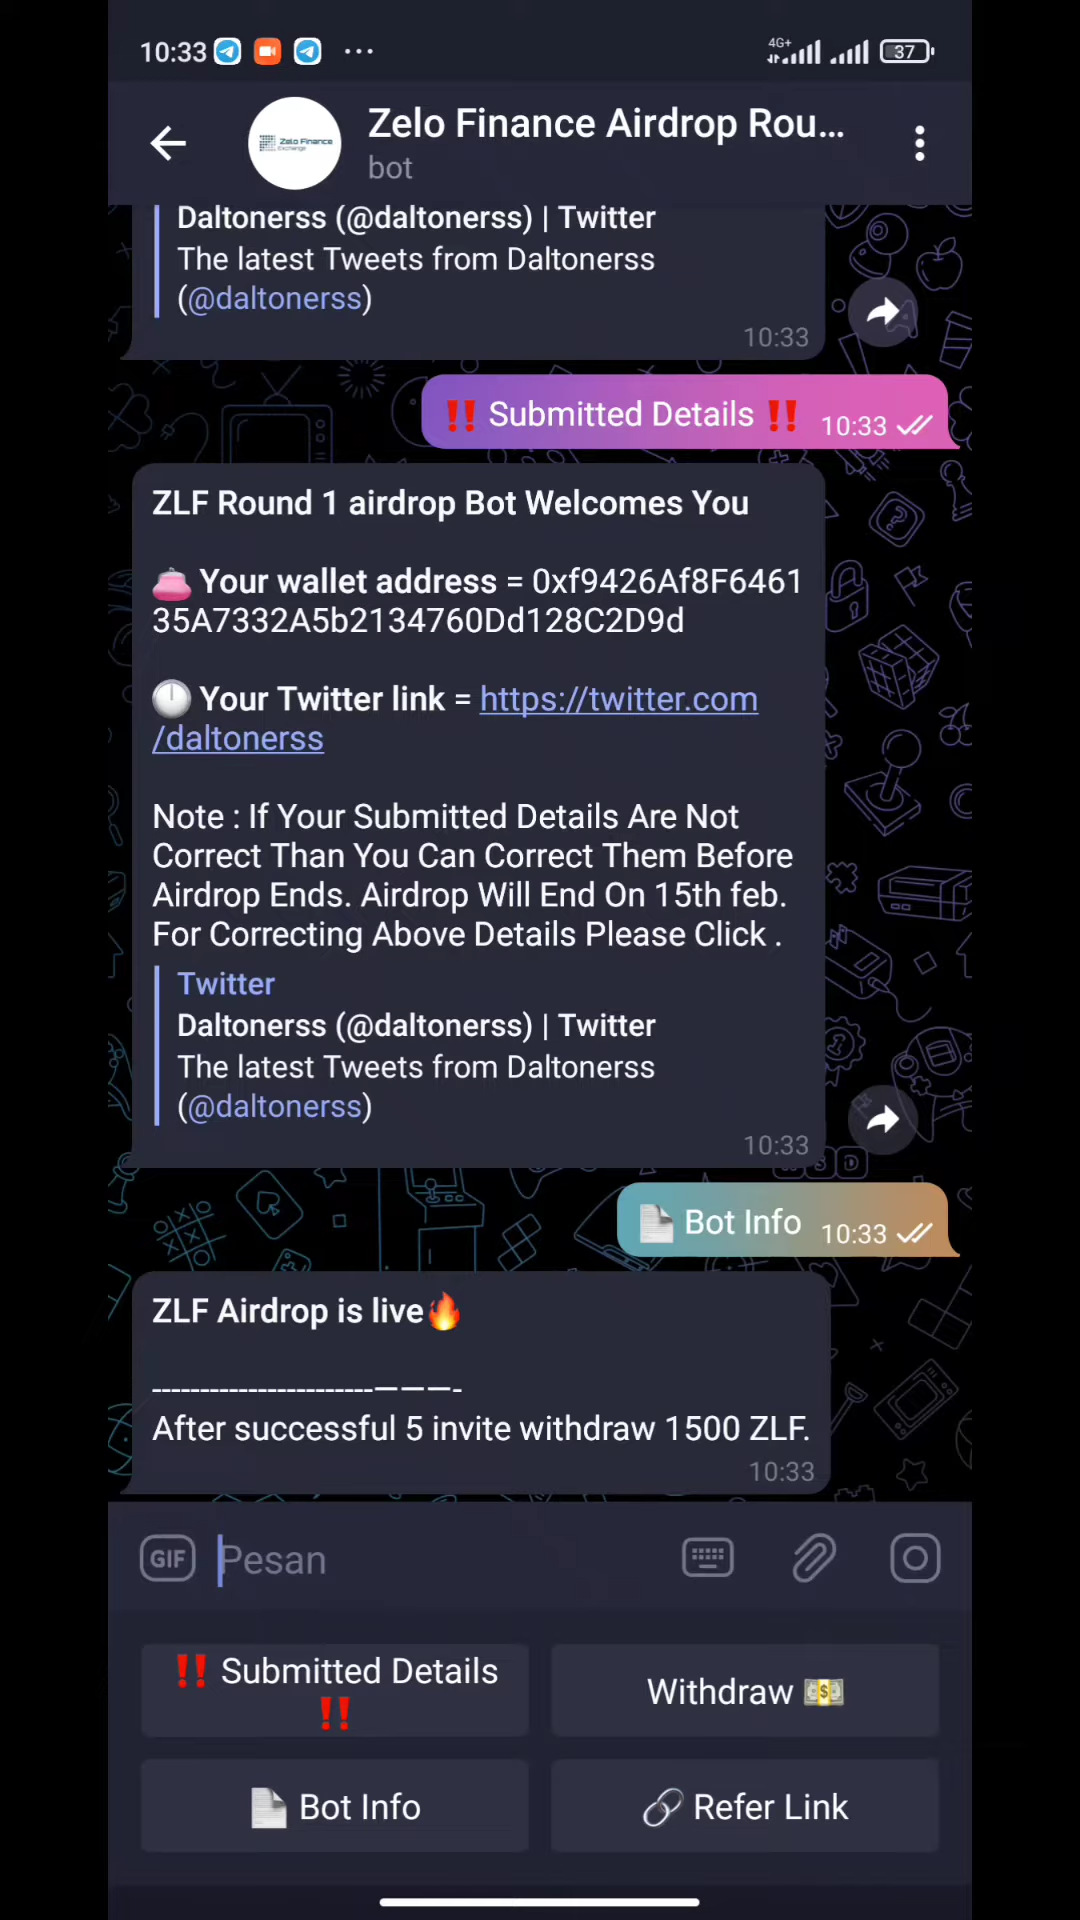 10:33
4G+
37
Zelo Finance
Exchange
Zelo Finance Airdrop Rou...
bot
Daltonerss (@daltonerss) | Twitter
The latest Tweets from Daltonerss
(@daltonerss)
10:33
‼️ Submitted Details ‼️ 10:33
ZLF Round 1 airdrop Bot Welcomes You
👛 Your wallet address = 0xf9426Af8F6461
35A7332A5b2134760Dd128C2D9d
🕛 Your Twitter link = https://twitter.com
/daltonerss
Note : If Your Submitted Details Are Not
Correct Than You Can Correct Them Before
Airdrop Ends. Airdrop Will End On 15th feb.
For Correcting Above Details Please Click .
Twitter
Daltonerss (@daltonerss) | Twitter
The latest Tweets from Daltonerss
(@daltonerss)
10:33
📄 Bot Info 10:33
ZLF Airdrop is live🔥
-----------------------———-
After successful 5 invite withdraw 1500 ZLF.
10:33
GIF Pesan
‼️ Submitted Details
‼️
Withdraw 💵
📄 Bot Info
🔗 Refer Link